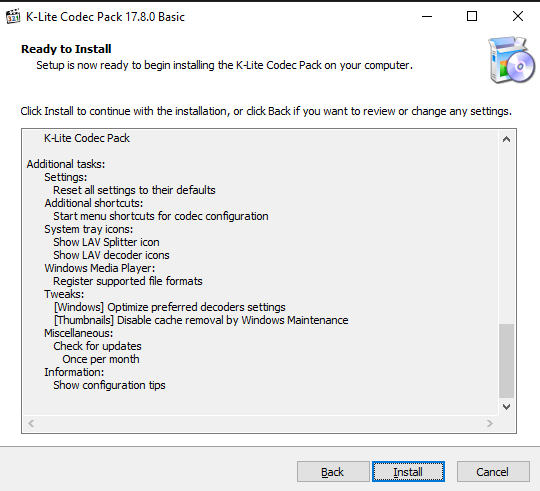 K-Lite Codec Pack 17.8.0 Basic
Ready to Install
Setup is now ready to begin installing the K-Lite Codec Pack on your computer.
Click Install to continue with the installation, or click Back if you want to review or change any settings.
K-Lite Codec Pack
Additional tasks:
Settings:
Reset all settings to their defaults
Additional shortcuts:
Start menu shortcuts for codec configuration
System tray icons:
Show LAV Splitter icon
Show LAV decoder icons
Windows Media Player:
Register supported file formats
Tweaks:
[Windows] Optimize preferred decoders settings
[Thumbnails] Disable cache removal by Windows Maintenance
Miscellaneous:
Check for updates
Once per month
Information:
Show configuration tips
Back Install Cancel